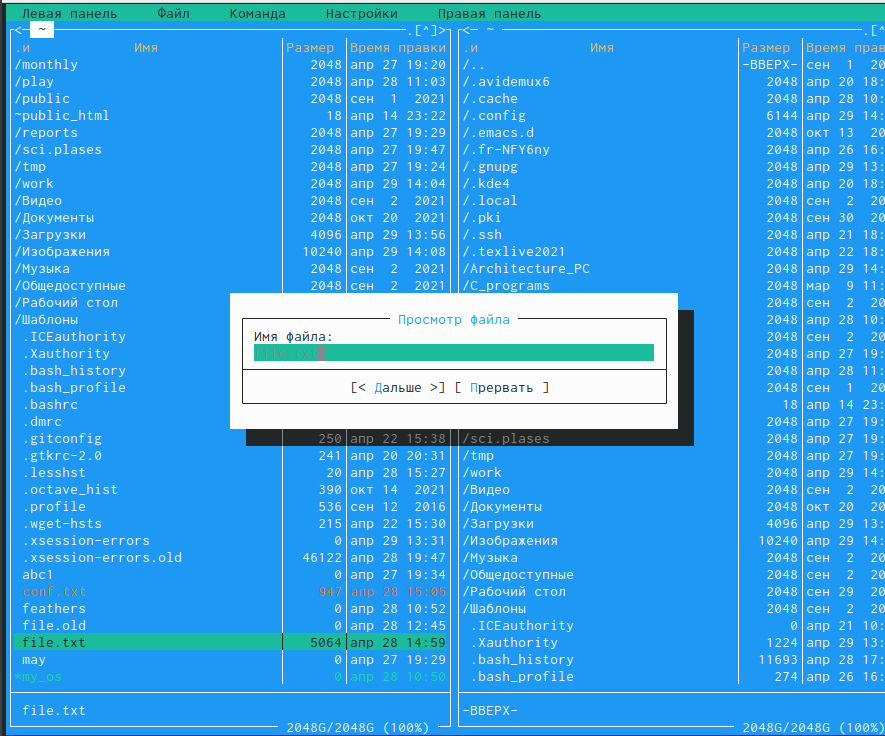 Левая панель Файл Команда Настройки Правая панель
<─ ~ .[^]>
.и Имя Размер Время правки
/monthly 2048 апр 27 19:20
/play 2048 апр 28 11:03
/public 2048 сен 1 2021
~public_html 18 апр 14 23:22
/reports 2048 апр 27 19:29
/sci.plases 2048 апр 27 19:47
/tmp 2048 апр 27 19:24
/work 2048 апр 29 14:04
/Видео 2048 сен 2 2021
/Документы 2048 окт 20 2021
/Загрузки 4096 апр 29 13:56
/Изображения 10240 апр 29 14:08
/Музыка 2048 сен 2 2021
/Общедоступные 2048 сен 2 2021
/Рабочий стол
/Шаблоны
.ICEauthority
.Xauthority
.bash_history
.bash_profile
.bashrc
.dmrc
.gitconfig 250 апр 22 15:38
.gtkrc-2.0 241 апр 20 20:31
.lesshst 20 апр 28 15:27
.octave_hist 390 окт 14 2021
.profile 536 сен 12 2016
.wget-hsts 215 апр 22 15:30
.xsession-errors 0 апр 29 13:31
.xsession-errors.old 46122 апр 28 19:47
abc1 0 апр 27 19:34
conf.txt 947 апр 28 15:05
feathers 0 апр 28 10:52
file.old 0 апр 28 12:45
file.txt 5064 апр 28 14:59
may 0 апр 27 19:29
*my_os 0 апр 28 10:50
file.txt
2048G/2048G (100%)
Просмотр файла
Имя файла:
file.txt
[< Дальше >] [ Прервать ]
<─ ~ .[^
.и Имя Размер Время прав
/.. -ВВЕРХ- сен 1 20
/.avidemux6 2048 апр 20 18:
/.cache 2048 апр 28 10:
/.config 6144 апр 29 14:
/.emacs.d 2048 окт 13 20
/.fr-NFY6ny 2048 апр 26 16:
/.gnupg 2048 апр 29 13:
/.kde4 2048 апр 20 18:
/.local 2048 сен 2 20
/.pki 2048 сен 30 20
/.ssh 2048 апр 21 18:
/.texlive2021 2048 апр 22 18:
/Architecture_PC 2048 апр 29 14:
/C_programs 2048 мар 9 11:
2048 сен 2 20
2048 апр 28 10:
2048 сен 2 20
2048 апр 27 19:
2048 апр 28 11:
2048 сен 1 20
18 апр 14 23:
2048 апр 27 19:
/sci.plases 2048 апр 27 19:
/tmp 2048 апр 27 19:
/work 2048 апр 29 14:
/Видео 2048 сен 2 20
/Документы 2048 окт 20 20
/Загрузки 4096 апр 29 13:
/Изображения 10240 апр 29 14:
/Музыка 2048 сен 2 20
/Общедоступные 2048 сен 2 20
/Рабочий стол 2048 сен 29 20
/Шаблоны 2048 сен 2 20
.ICEauthority 0 апр 21 10:
.Xauthority 1224 апр 29 13:
.bash_history 11693 апр 28 17:
.bash_profile 274 апр 26 16:
-ВВЕРХ-
2048G/2048G (100%)